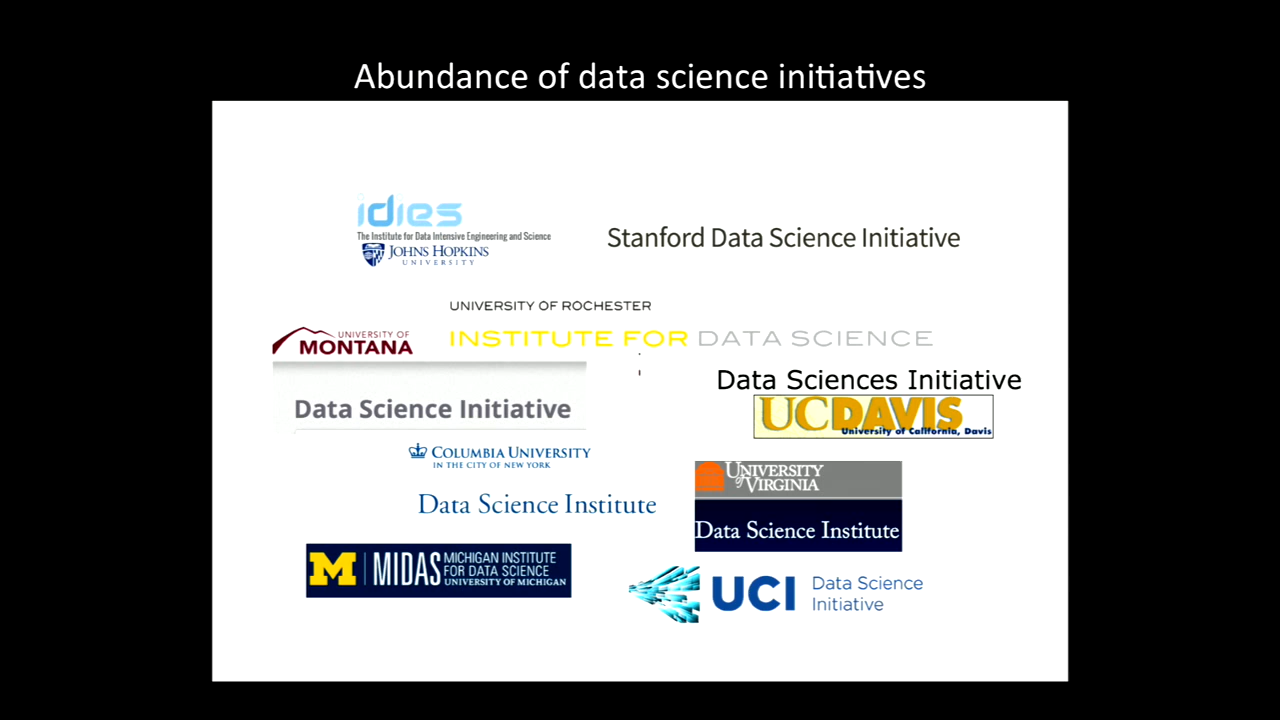 Abundance of data science initiatives
idies
The Institute for Data Intensive Engineering and Science
JOHNS HOPKINS
UNIVERSITY
Stanford Data Science Initiative
UNIVERSITY OF ROCHESTER
INSTITUTE FOR DATA SCIENCE
UNIVERSITY OF
MONTANA
Data Science Initiative
Data Sciences Initiative
UCDAVIS
University of California, Davis
COLUMBIA UNIVERSITY
IN THE CITY OF NEW YORK
Data Science Institute
UNIVERSITY
of VIRGINIA
Data Science Institute
M MIDAS
MICHIGAN INSTITUTE
FOR DATA SCIENCE
UNIVERSITY OF MICHIGAN
UCI
Data Science
Initiative